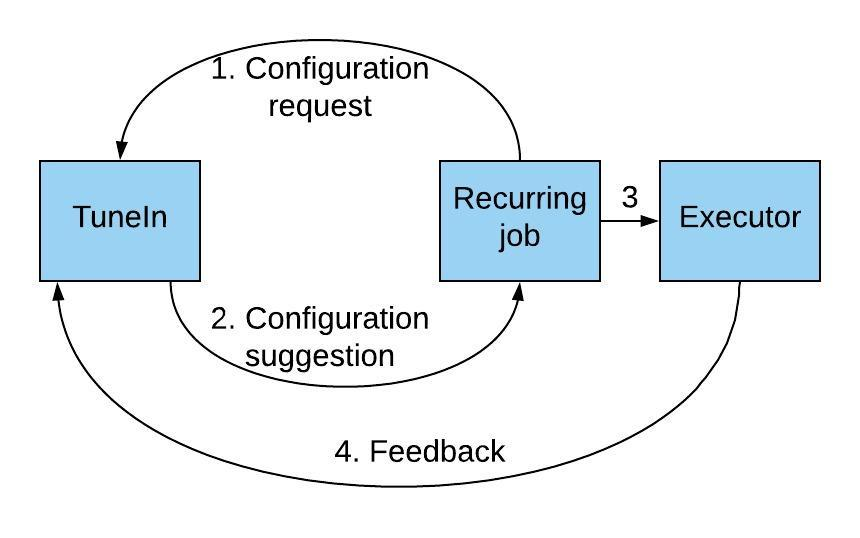 1. Configuration
request
TuneIn
Recurring
job
3
Executor
2. Configuration
suggestion
4. Feedback